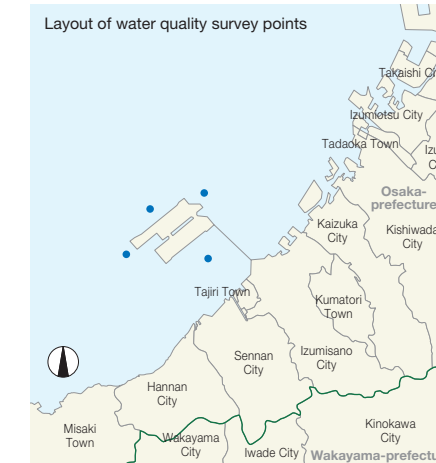 Layout of water quality survey points
Takaishi C
Izumiotsu City
Tadaoka Town
Izu
C
Osaka-
prefecture
Kaizuka
City
Kishiwada
City
Tajiri Town
Kumatori
Town
Sennan
City
Izumisano
City
Hannan
City
Misaki
Town
Wakayama
City
Iwade City
Kinokawa
City
Wakayama-prefectu